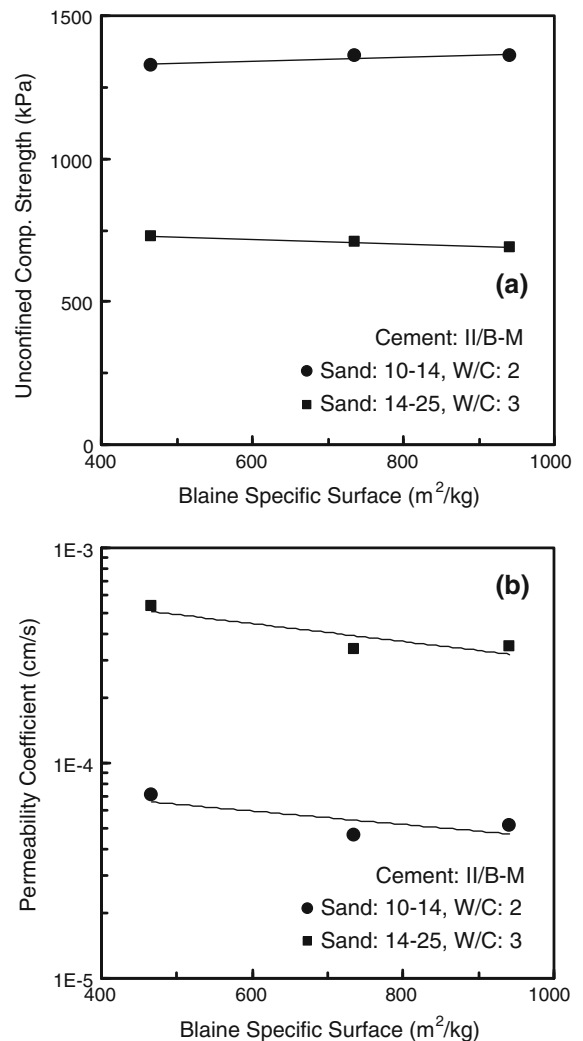 1500
1000
500
0
400
600
800
1000
Unconfined Comp. Strength (kPa)
(a)
Cement: II/B-M
Sand: 10-14, W/C: 2
Sand: 14-25, W/C: 3
Blaine Specific Surface (m²/kg)
1E-3
1E-4
1E-5
400
600
800
1000
Permeability Coefficient (cm/s)
(b)
Cement: II/B-M
Sand: 10-14, W/C: 2
Sand: 14-25, W/C: 3
Blaine Specific Surface (m²/kg)